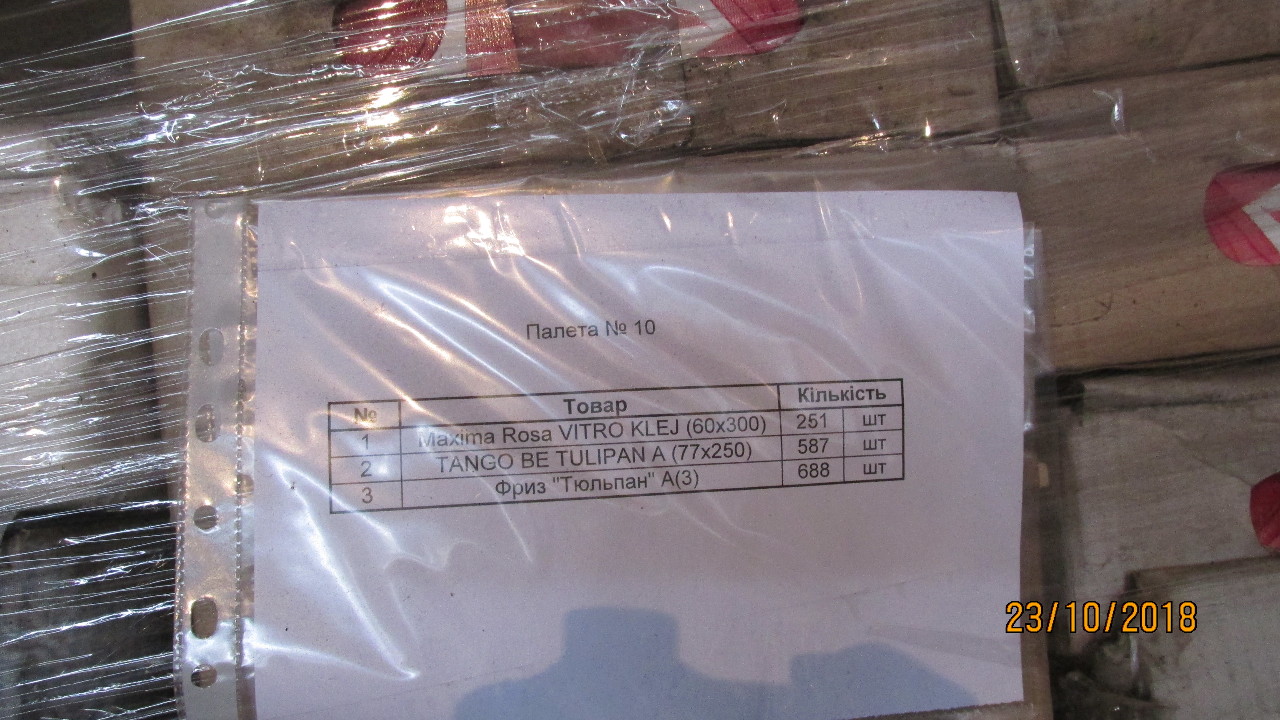 Палета № 10
№ Товар Кількість
1 Maxima Rosa VITRO KLEJ (60x300) 251 шт
2 TANGO BE TULIPAN A (77x250) 587 шт
3 Фриз "Тюльпан" А(3) 688 шт
23/10/2018